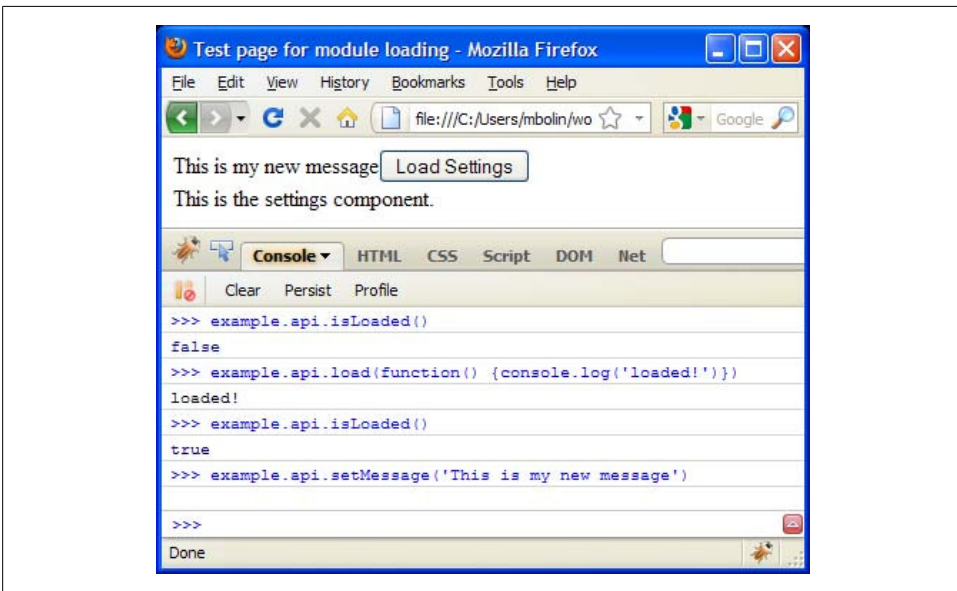 Test page for module loading - Mozilla Firefox
File Edit View History Bookmarks Tools Help
file:///C:/Users/mbolin/wo Google
This is my new message Load Settings
This is the settings component.
Console HTML CSS Script DOM Net
Clear Persist Profile
>>> example.api.isLoaded()
false
>>> example.api.load(function() {console.log('loaded!')})
loaded!
>>> example.api.isLoaded()
true
>>> example.api.setMessage('This is my new message')
>>>
Done